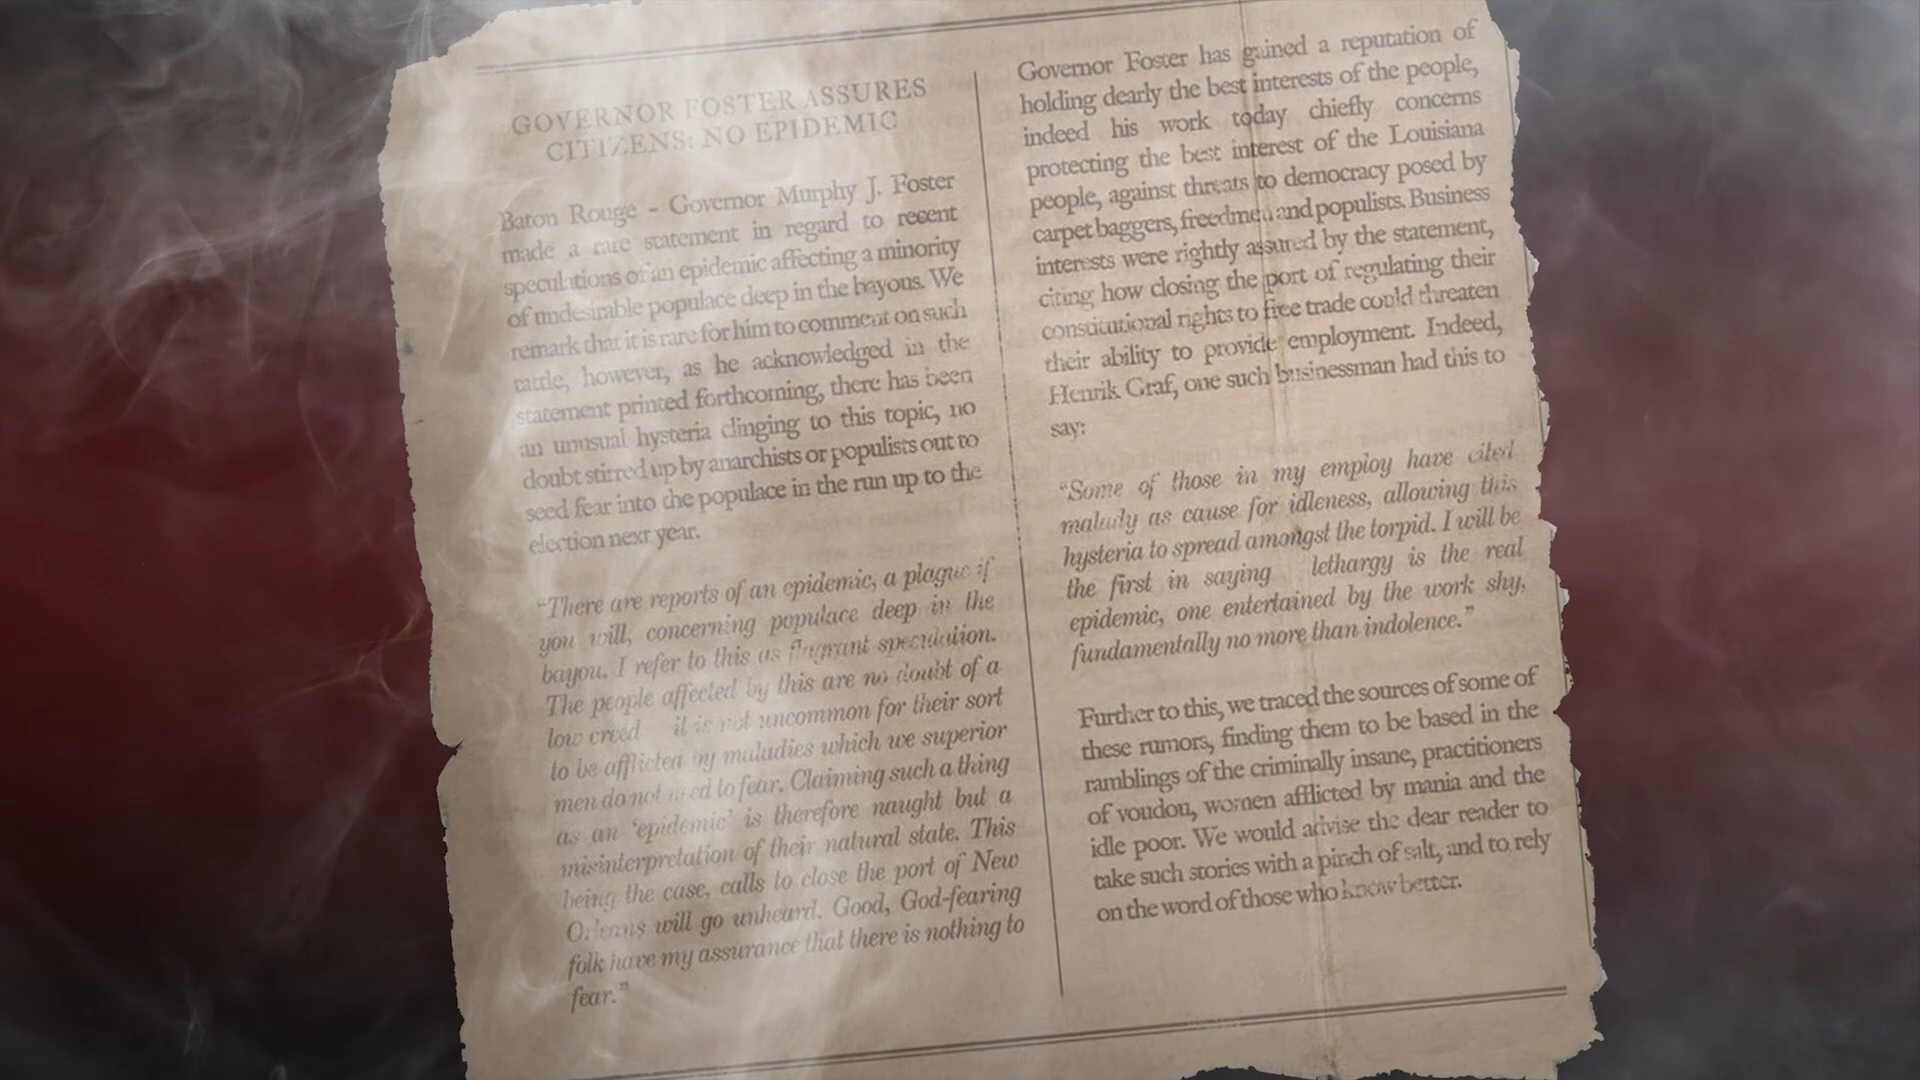 GOVERNOR FOSTER ASSURES
CITIZENS: NO EPIDEMIC
Baton Rouge - Governor Murphy J. Foster
made a rare statement in regard to recent
speculations of an epidemic affecting a minority
of undesirable populace deep in the bayous. We
remark that it is rare for him to comment on such
tattle, however, as he acknowledged in the
statement printed forthcoming, there has been
an unusual hysteria clinging to this topic, no
doubt stirred up by anarchists or populists out to
seed fear into the populace in the run up to the
election next year.
“There are reports of an epidemic, a plague if
you will, concerning populace deep in the
bayou. I refer to this as flagrant speculation.
The people affected by this are no doubt of a
low creed it is not uncommon for their sort
to be afflicted by maladies which we superior
men do not need to fear. Claiming such a thing
as an ‘epidemic’ is therefore naught but a
misinterpretation of their natural state. This
being the case, calls to close the port of New
Orleans will go unheard. Good, God-fearing
folk have my assurance that there is nothing to
fear.”
Governor Foster has gained a reputation of
holding dearly the best interests of the people,
indeed his work today chiefly concerns
protecting the best interest of the Louisiana
people, against threats to democracy posed by
carpet baggers, freedmen and populists. Business
interests were rightly assured by the statement,
citing how closing the port of regulating their
constitutional rights to free trade could threaten
their ability to provide employment. Indeed,
Henrik Graf, one such businessman had this to
say:
“Some of those in my employ have cited
malady as cause for idleness, allowing this
hysteria to spread amongst the torpid. I will be
the first in saying lethargy is the real
epidemic, one entertained by the work shy,
fundamentally no more than indolence.”
Further to this, we traced the sources of some of
these rumors, finding them to be based in the
ramblings of the criminally insane, practitioners
of voudou, women afflicted by mania and the
idle poor. We would advise the dear reader to
take such stories with a pinch of salt, and to rely
on the word of those who know better.